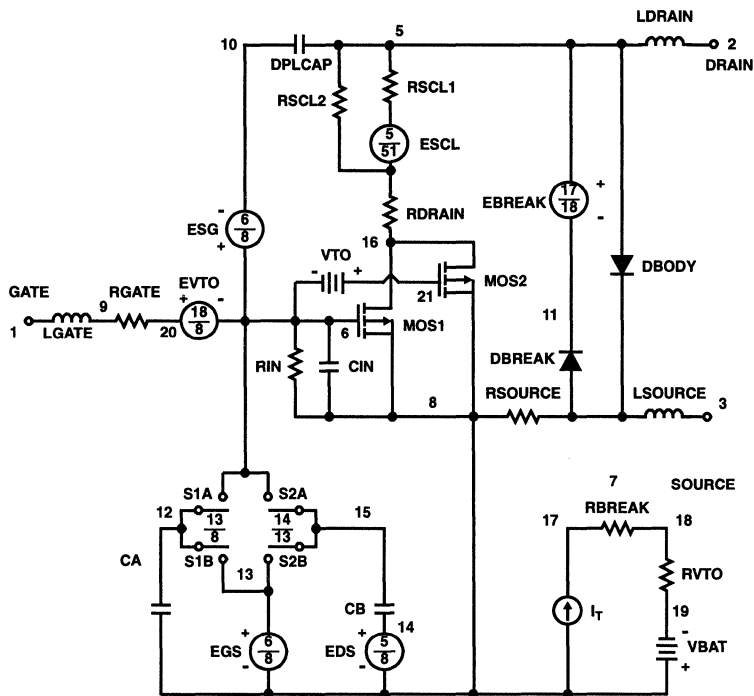 LDRAIN
10
5
2
DPLCAP
DRAIN
RSCL1
RSCL2
5
51
ESCL
-
6
8
ESG
+
RDRAIN
EBREAK
17
18
+
-
16
VTO
-
+
MOS2
DBODY
GATE
9
RGATE
EVTO
+
18
8
-
21
11
1
LGATE
20
6
MOS1
DBREAK
RIN
CIN
8
RSOURCE
LSOURCE
3
S1A
S2A
12
13
8
14
13
15
7
SOURCE
RBREAK
17
18
S1B
13
S2B
CA
RVTO
CB
14
IT
19
+
6
8
EGS
-
+
5
8
EDS
-
-
VBAT
+